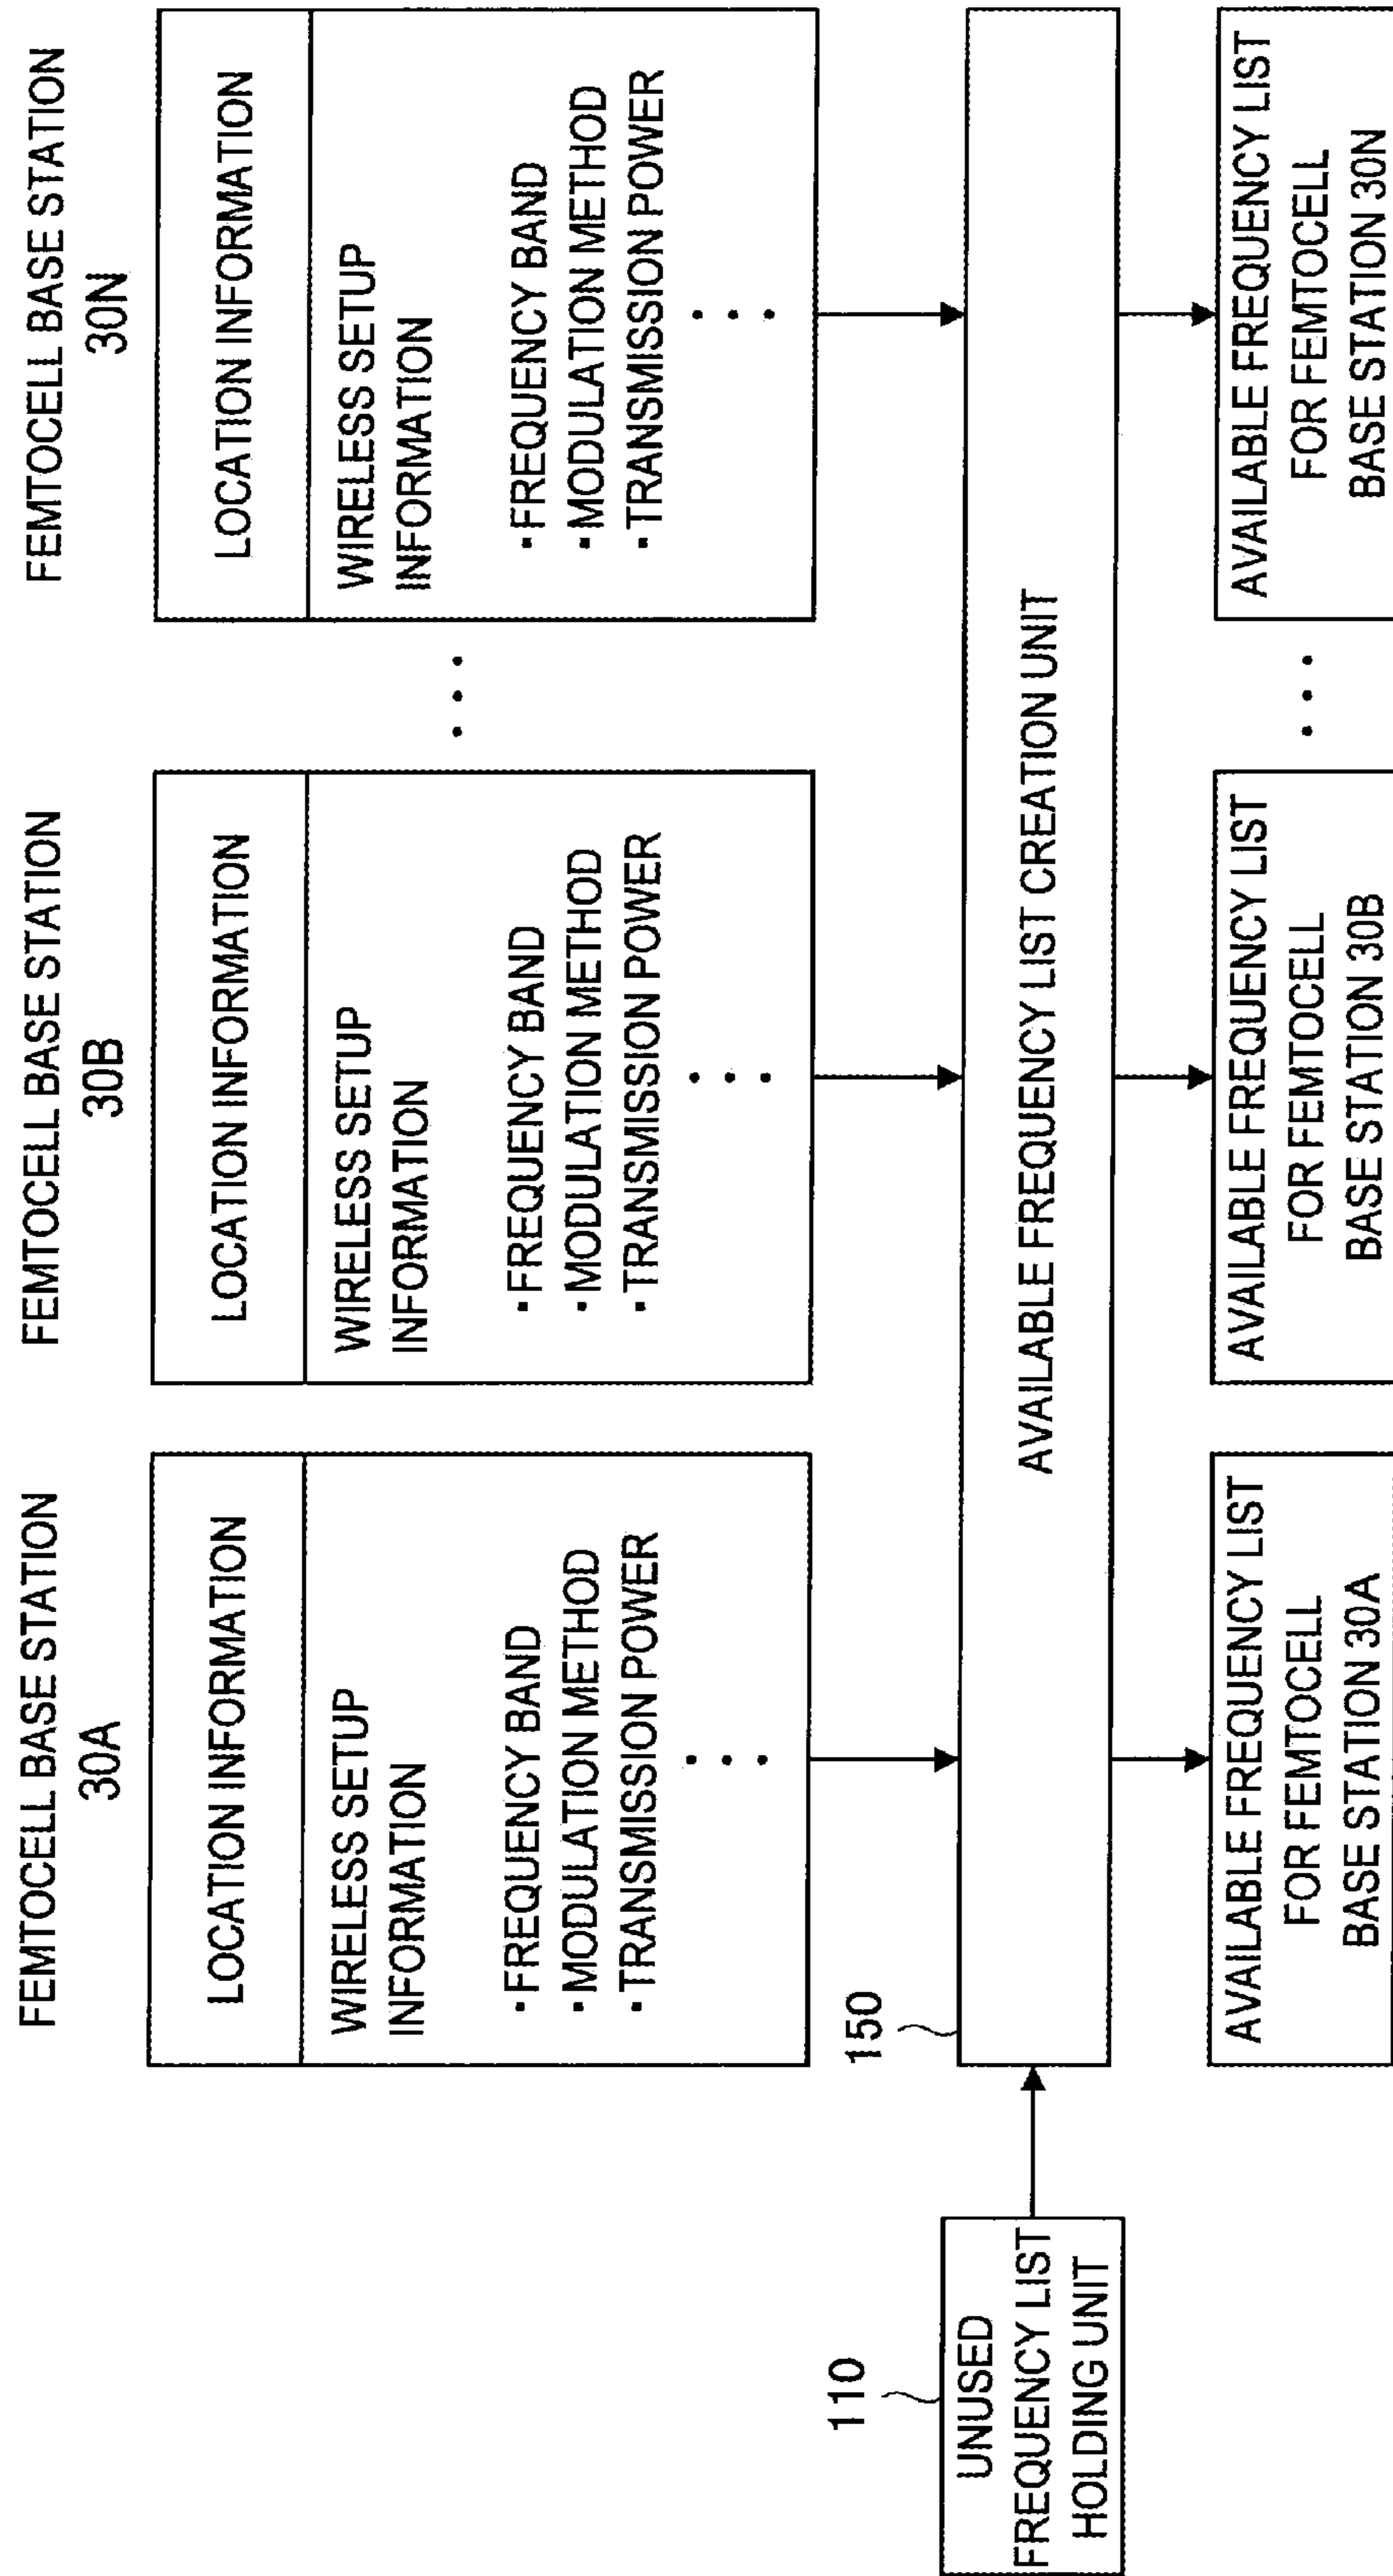 FEMTOCELL BASE STATION
30A
LOCATION INFORMATION
WIRELESS SETUP
INFORMATION
・FREQUENCY BAND
・MODULATION METHOD
・TRANSMISSION POWER
. . .
FEMTOCELL BASE STATION
30B
LOCATION INFORMATION
WIRELESS SETUP
INFORMATION
・FREQUENCY BAND
・MODULATION METHOD
・TRANSMISSION POWER
. . .
. . .
FEMTOCELL BASE STATION
30N
LOCATION INFORMATION
WIRELESS SETUP
INFORMATION
・FREQUENCY BAND
・MODULATION METHOD
・TRANSMISSION POWER
. . .
110
UNUSED
FREQUENCY LIST
HOLDING UNIT
150
AVAILABLE FREQUENCY LIST CREATION UNIT
AVAILABLE FREQUENCY LIST
FOR FEMTOCELL
BASE STATION 30A
AVAILABLE FREQUENCY LIST
FOR FEMTOCELL
BASE STATION 30B
. . .
AVAILABLE FREQUENCY LIST
FOR FEMTOCELL
BASE STATION 30N